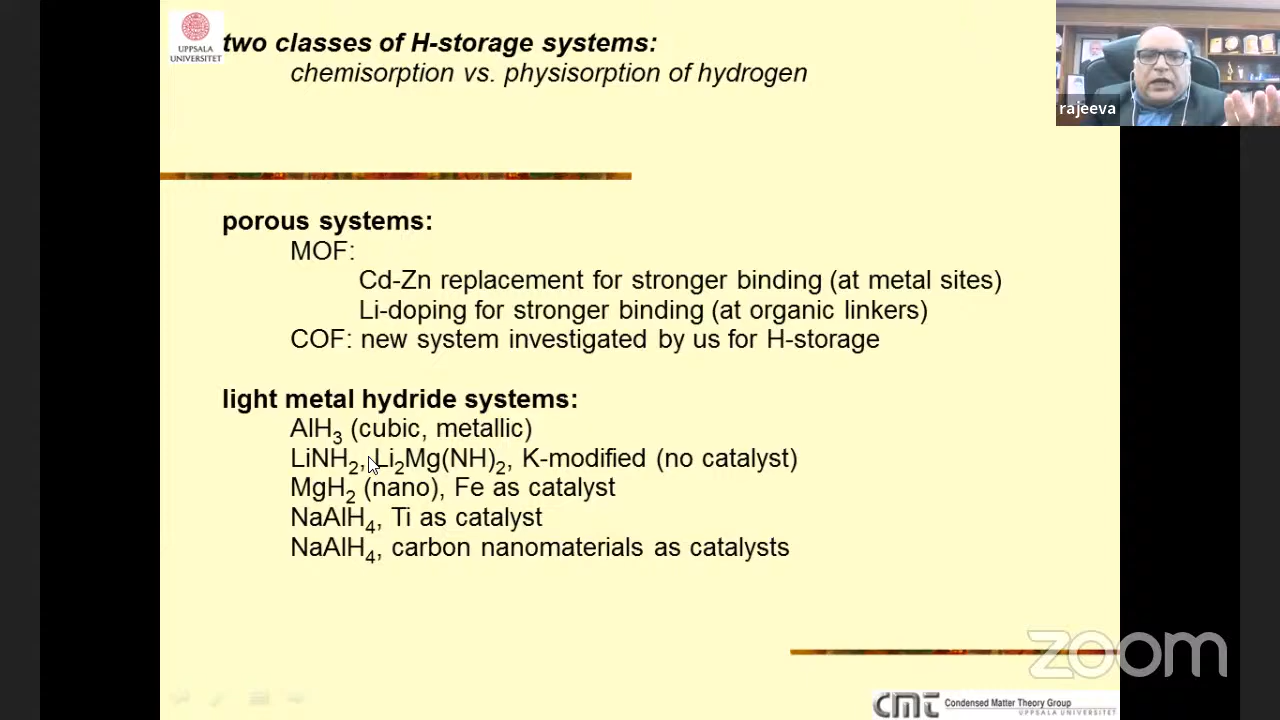 UPPSALA
UNIVERSITET
two classes of H-storage systems:
chemisorption vs. physisorption of hydrogen
rajeeva
porous systems:
MOF:
Cd-Zn replacement for stronger binding (at metal sites)
Li-doping for stronger binding (at organic linkers)
COF: new system investigated by us for H-storage
light metal hydride systems:
AlH₃ (cubic, metallic)
LiNH₂, Li₂Mg(NH)₂, K-modified (no catalyst)
MgH₂ (nano), Fe as catalyst
NaAlH₄, Ti as catalyst
NaAlH₄, carbon nanomaterials as catalysts
zoom
CMT Condensed Matter Theory Group
UPPSALA UNIVERSITET